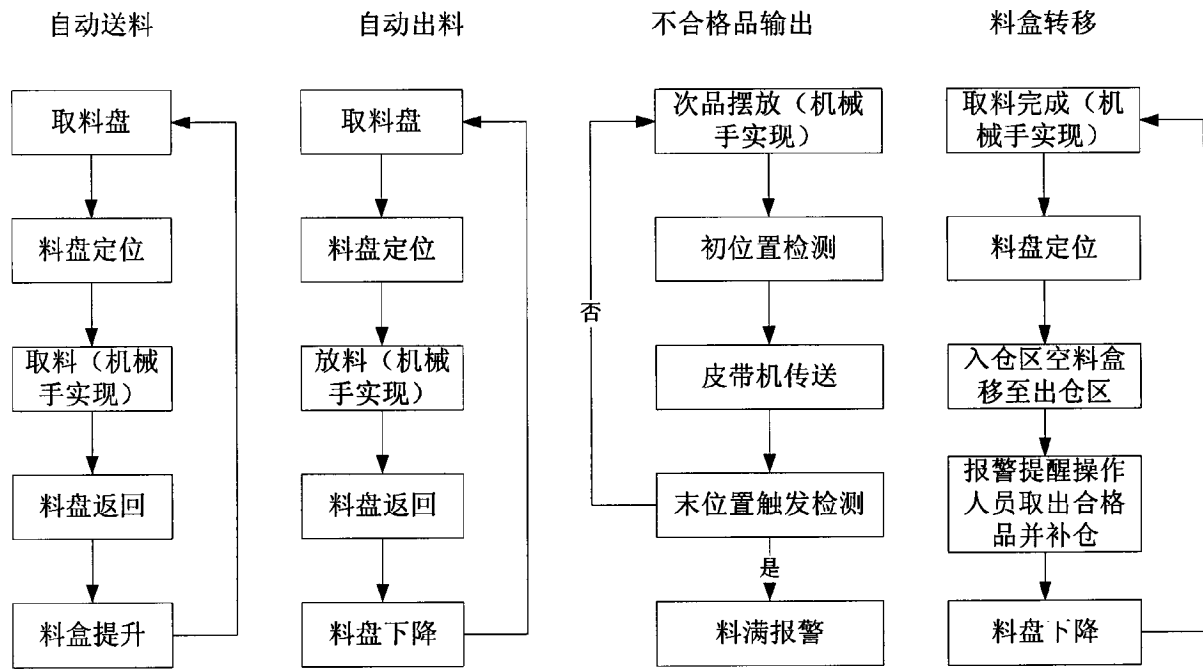 自动送料
取料盘
料盘定位
取料（机械
手实现）
料盘返回
料盒提升
自动出料
取料盘
料盘定位
放料（机械
手实现）
料盘返回
料盘下降
不合格品输出
次品摆放（机械
手实现）
初位置检测
皮带机传送
末位置触发检测
否
是
料满报警
料盒转移
取料完成（机
械手实现）
料盘定位
入仓区空料盒
移至出仓区
报警提醒操作
人员取出合格
品并补仓
料盘下降